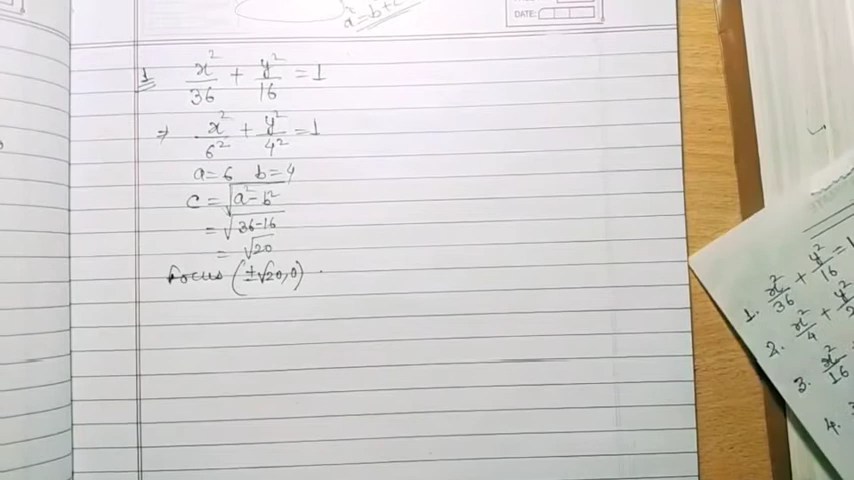 a² = b² + c²
DATE:
1 x²/36 + y²/16 = 1
⇒ x²/6² + y²/4² = 1
a = 6 b = 4
c = √(a² - b²)
= √(36-16)
= √20
Focus (±√20, 0)
1. x²/36 + y²/16 = 1
2. x²/4 + y²/
3. x²/16
4.